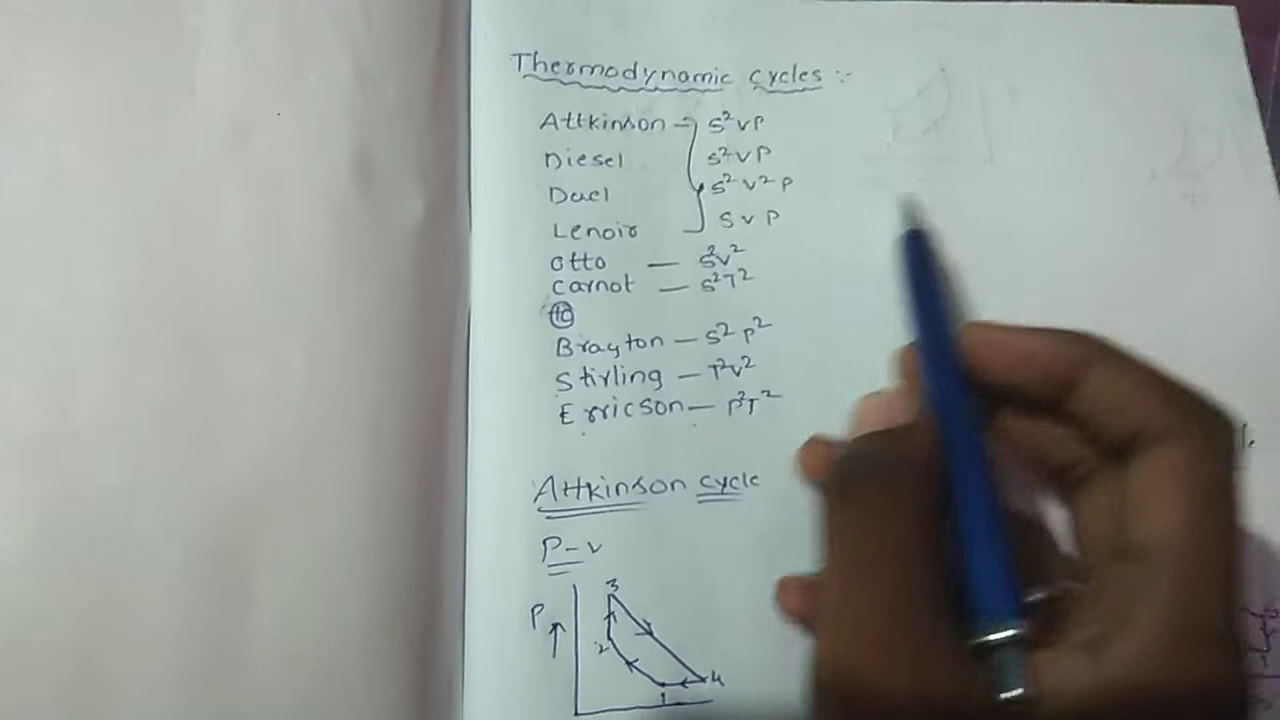 Thermodynamic cycles :-
Attkinson - S²VP
Diesel S²VP
Dual S²V²P
Lenoir SVP
Otto — S²V²
Carnot — S²T²
Brayton — S²P²
Stirling — T²V²
Erricson — P²T²
Attkinson cycle
P-V
3
P ↑
2
4
1